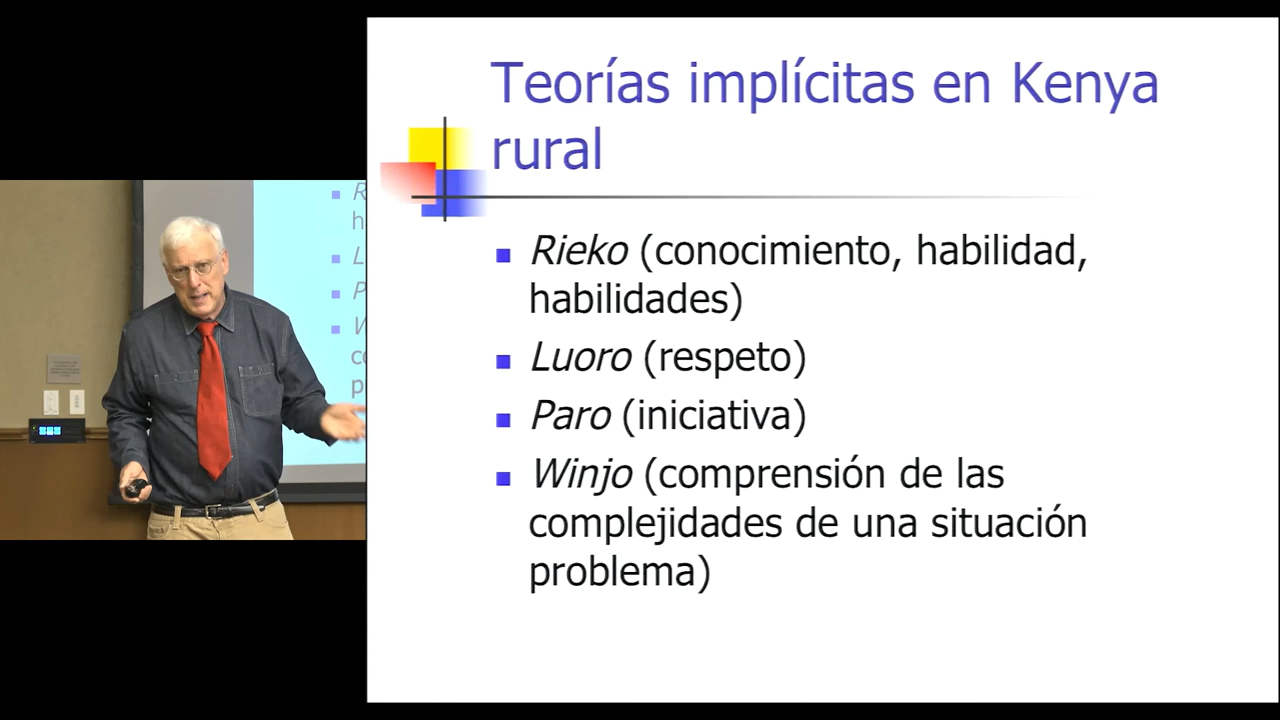 Teorías implícitas en Kenya
rural
Rieko (conocimiento, habilidad,
habilidades)
Luoro (respeto)
Paro (iniciativa)
Winjo (comprensión de las
complejidades de una situación
problema)